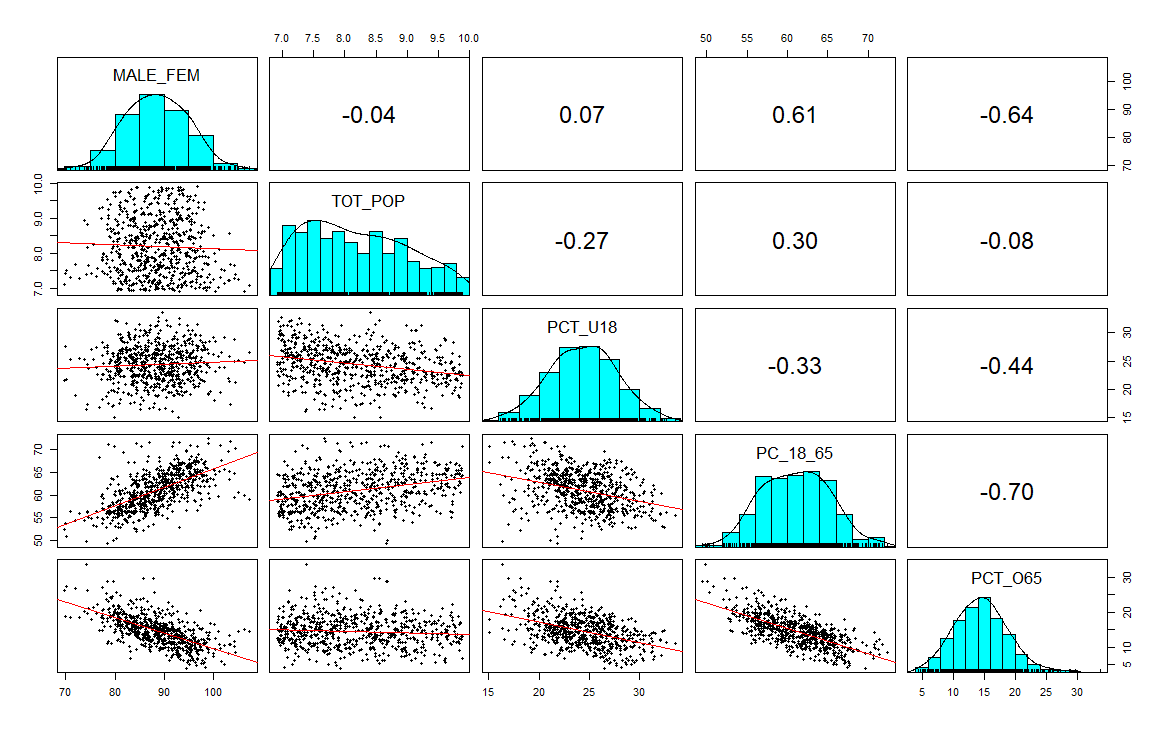 7.0 7.5 8.0 8.5 9.0 9.5 10.0 50 55 60 65 70
MALE_FEM -0.04 0.07 0.61 -0.64 70 80 90 100
7.0 8.0 9.0 10.0 TOT_POP -0.27 0.30 -0.08
PCT_U18 -0.33 -0.44 15 20 25 30
50 55 60 65 70 PC_18_65 -0.70
PCT_O65 5 10 20 30
70 80 90 100 15 20 25 30 5 10 15 20 25 30